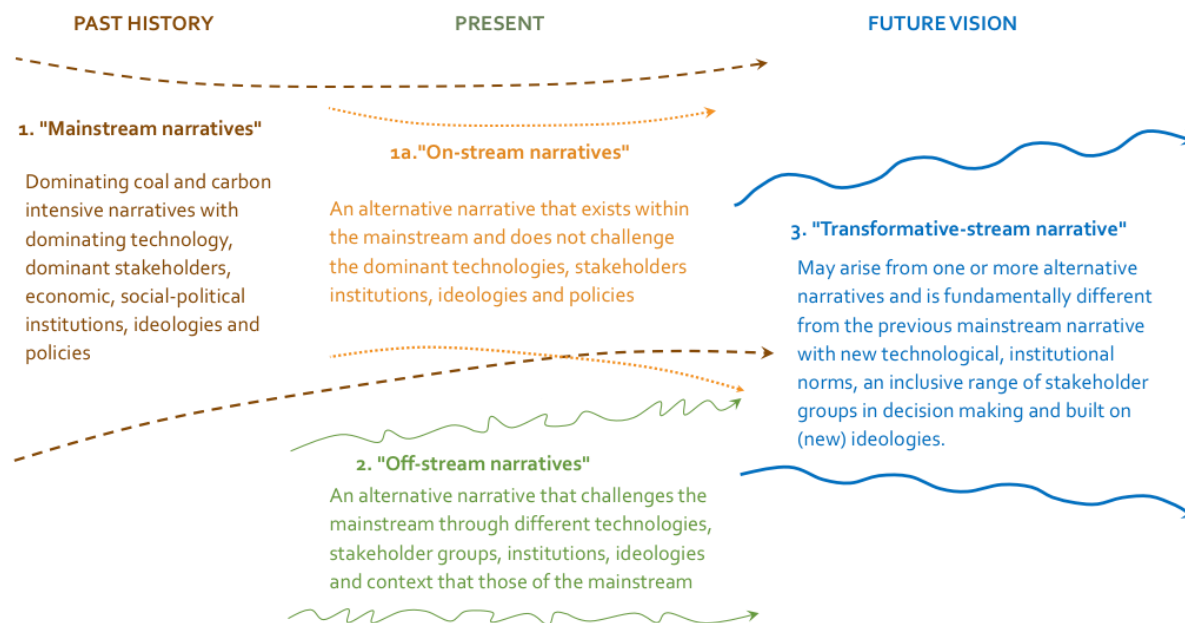 PAST HISTORY
PRESENT
FUTURE VISION
1. "Mainstream narratives"
Dominating coal and carbon
intensive narratives with
dominating technology,
dominant stakeholders,
economic, social-political
institutions, ideologies and
policies
1a."On-stream narratives"
An alternative narrative that exists within
the mainstream and does not challenge
the dominant technologies, stakeholders
institutions, ideologies and policies
2. "Off-stream narratives"
An alternative narrative that challenges the
mainstream through different technologies,
stakeholder groups, institutions, ideologies
and context that those of the mainstream
3. "Transformative-stream narrative"
May arise from one or more alternative
narratives and is fundamentally different
from the previous mainstream narrative
with new technological, institutional
norms, an inclusive range of stakeholder
groups in decision making and built on
(new) ideologies.